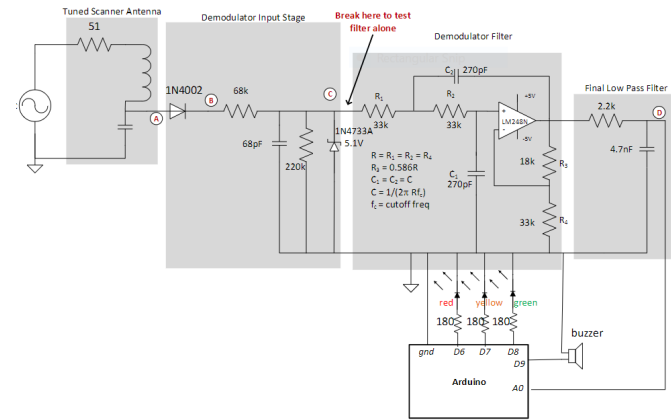 Tuned Scanner Antenna
Demodulator Input Stage
Break here to test
filter alone
Demodulator Filter
Final Low Pass Filter
51
A
1N4002
B
68k
C
68pF
220k
1N4733A
5.1V
R₁
33k
C₂
270pF
R₂
33k
C₁
270pF
+5V
LM248N
-5V
18k
R₃
33k
R₄
R = R₁ = R₂ = R₄
R₃ = 0.586R
C₁ = C₂ = C
C = 1/(2π Rf꜀)
f꜀ = cutoff freq
2.2k
D
4.7nF
red
yellow
green
180
180
180
buzzer
gnd
D6
D7
D8
D9
Arduino
A0